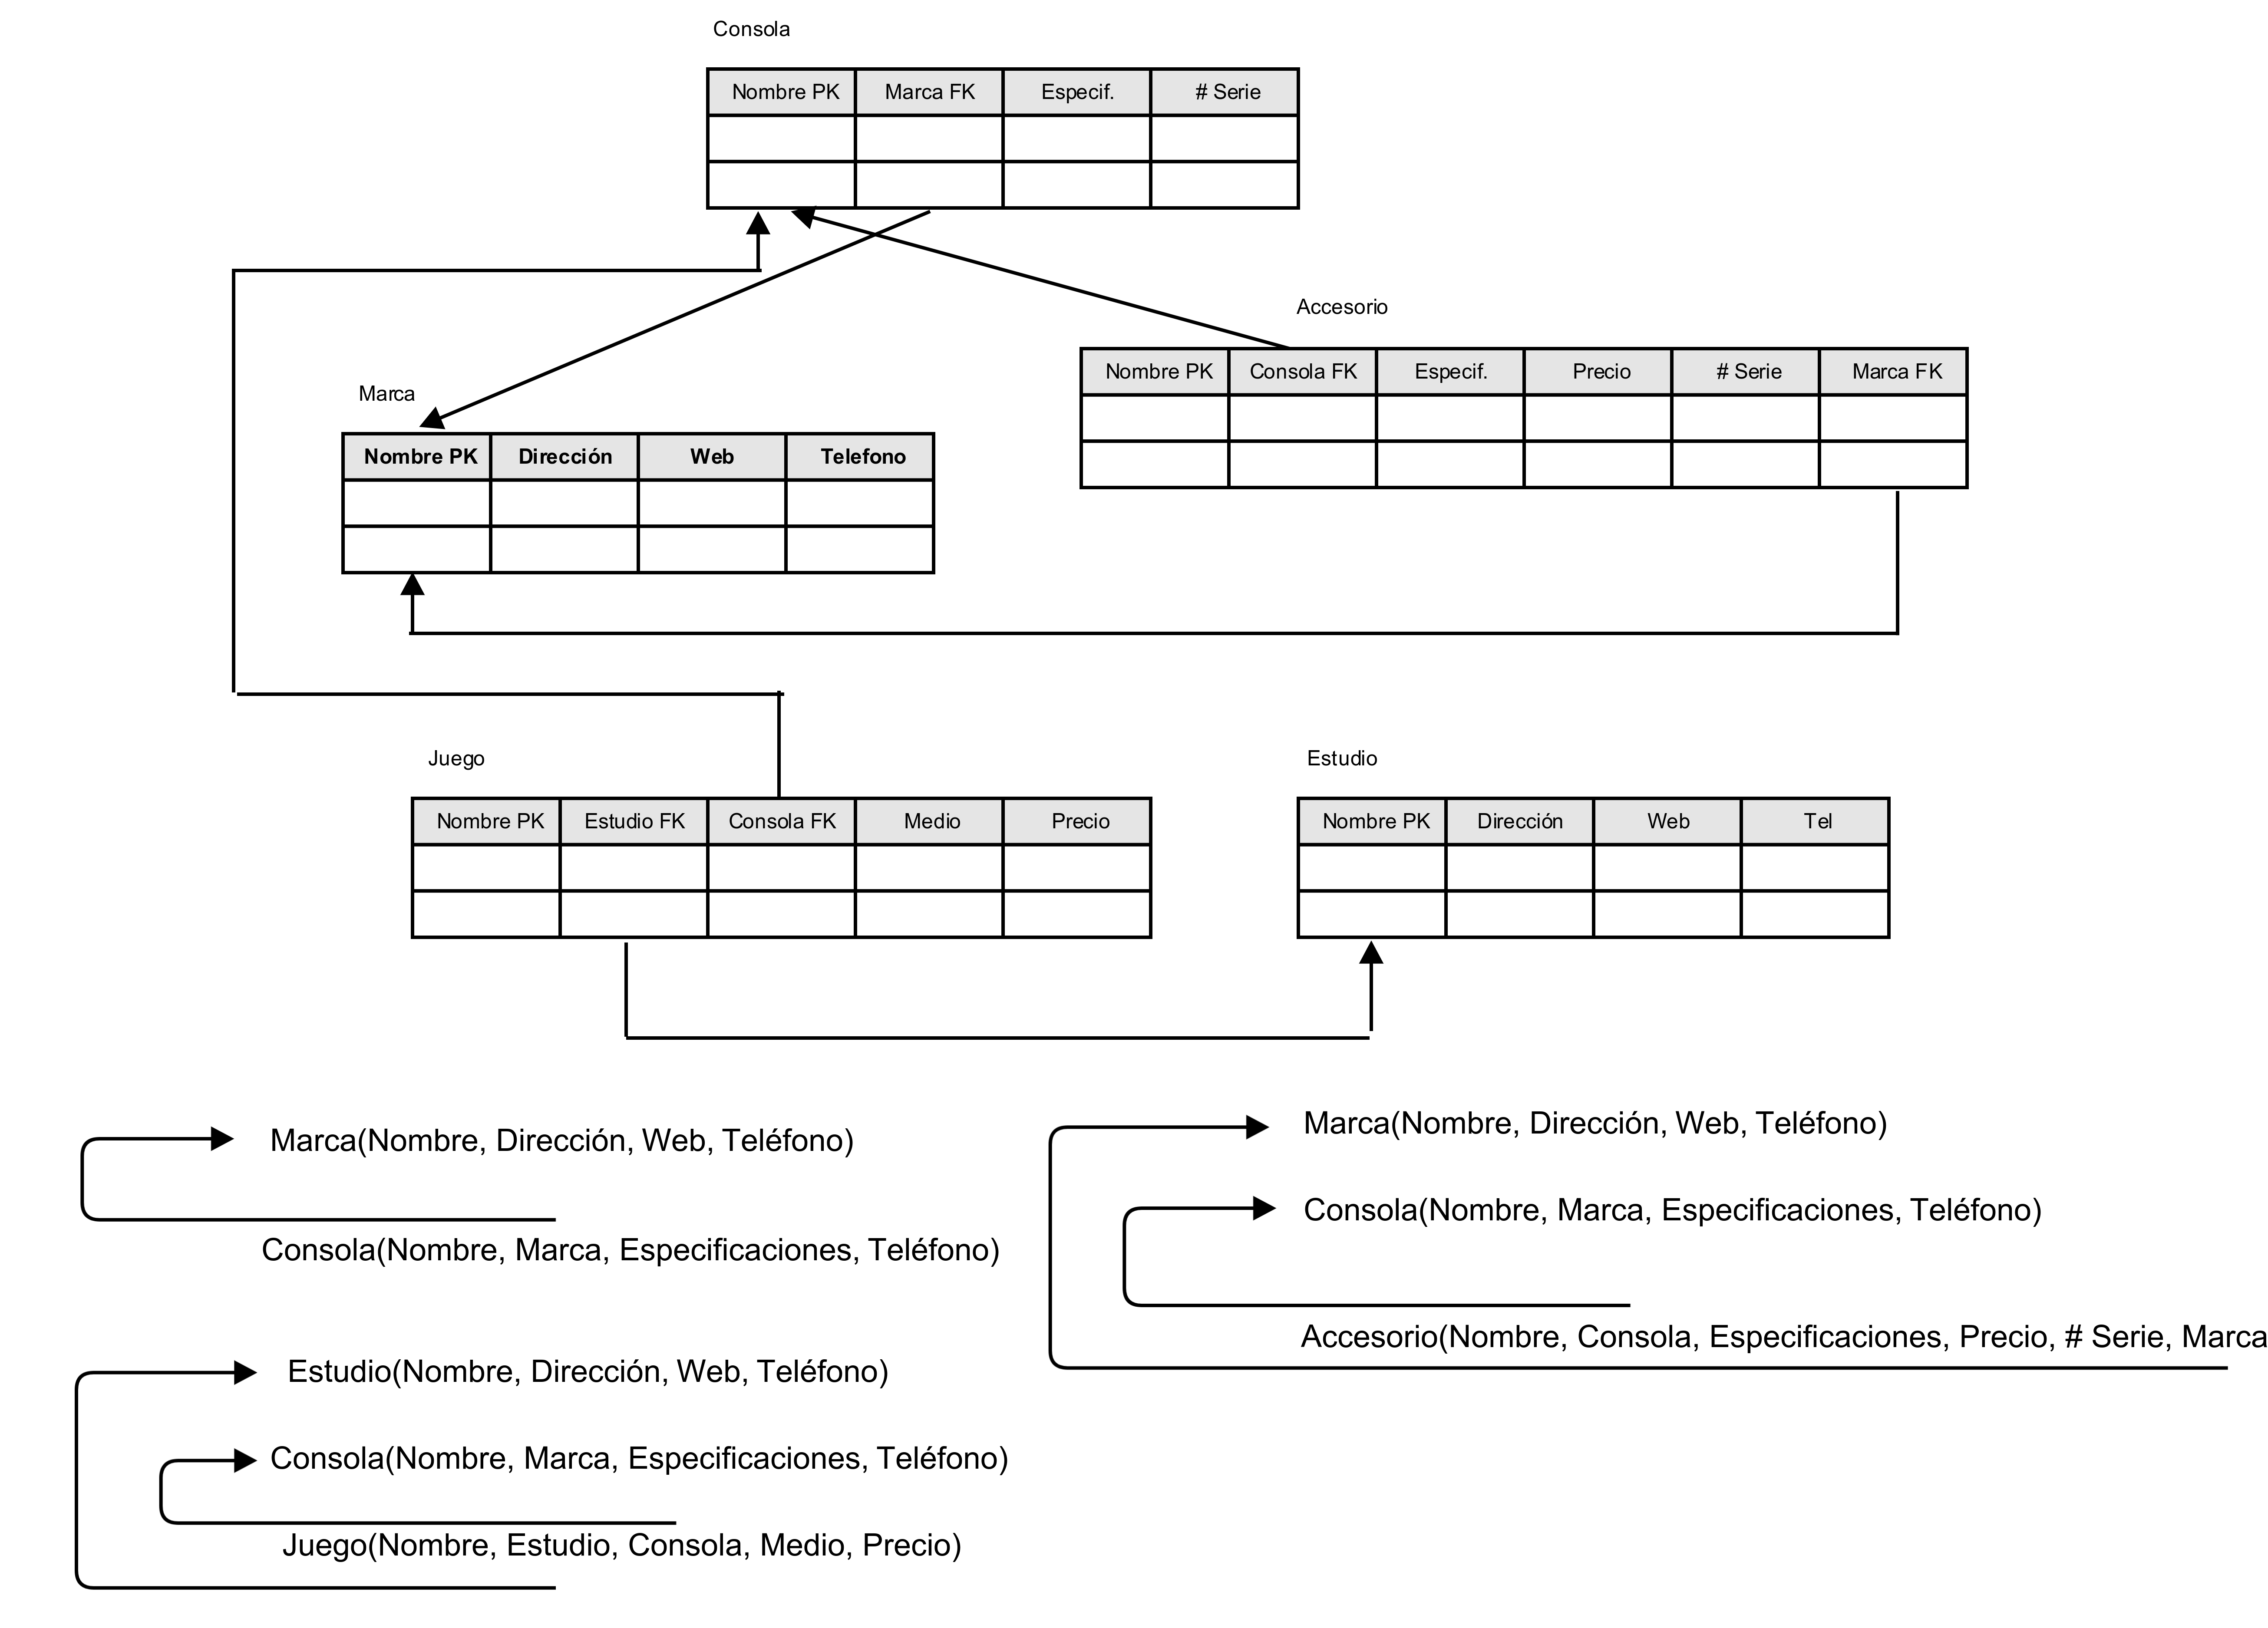 Consola
Nombre PK Marca FK Especif. # Serie
Accesorio
Nombre PK Consola FK Especif. Precio # Serie Marca FK
Marca
Nombre PK Dirección Web Telefono
Juego
Nombre PK Estudio FK Consola FK Medio Precio
Estudio
Nombre PK Dirección Web Tel
Marca(Nombre, Dirección, Web, Teléfono)
Consola(Nombre, Marca, Especificaciones, Teléfono)
Estudio(Nombre, Dirección, Web, Teléfono)
Consola(Nombre, Marca, Especificaciones, Teléfono)
Juego(Nombre, Estudio, Consola, Medio, Precio)
Marca(Nombre, Dirección, Web, Teléfono)
Consola(Nombre, Marca, Especificaciones, Teléfono)
Accesorio(Nombre, Consola, Especificaciones, Precio, # Serie, Marca